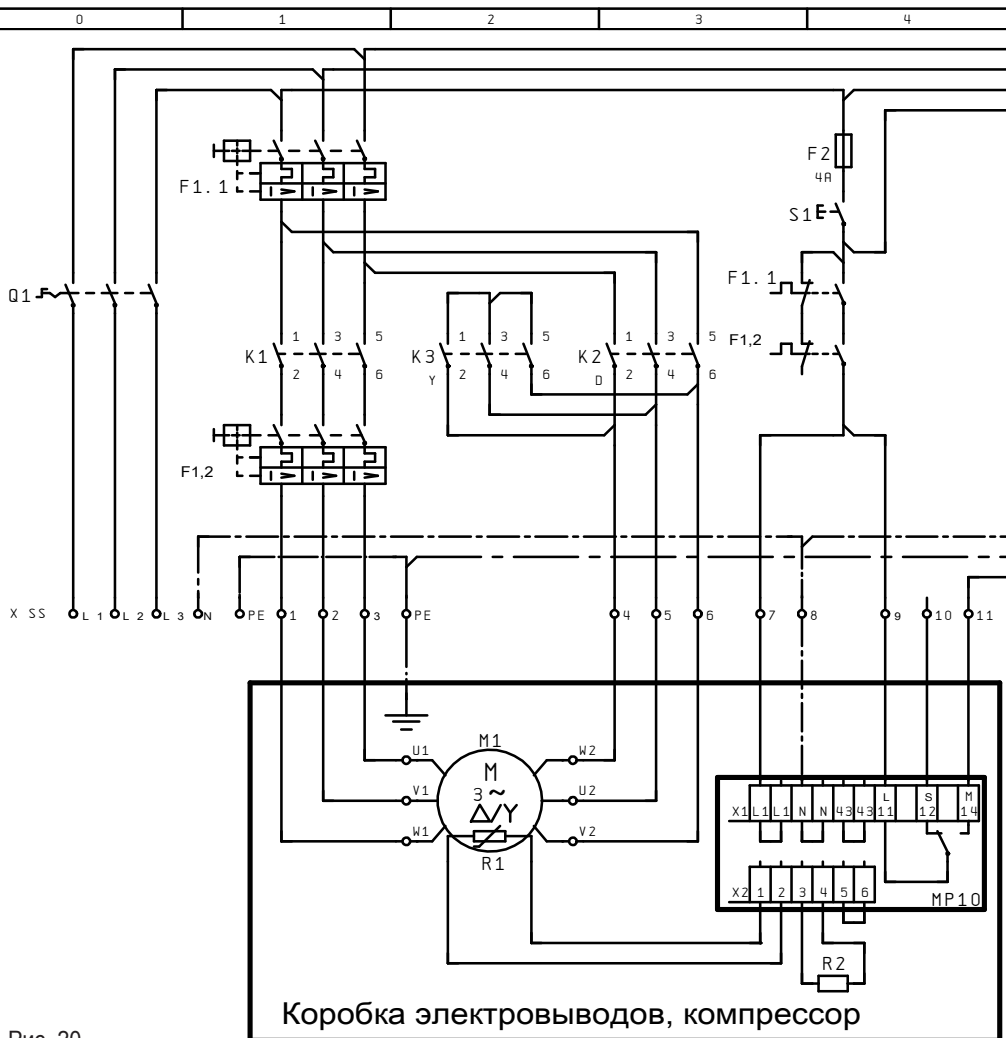 0 1 2 3 4
F1.1
F2
4A
S1
Q1
F1.1
1 3 5 1 3 5 1 3 5
K1 K3 K2 F1,2
2 4 6 Y 2 4 6 D 2 4 6
F1,2
X SS L1 L2 L3 N PE 1 2 3 PE 4 5 6 7 8 9 10 11
M1
U1 W2
M
3~
V1 U2
Δ/Y
L S M
X1 L1 L1 N N 43 43 11 12 14
W1 V2
R1
X2 1 2 3 4 5 6
MP10
R2
Коробка электровыводов, компрессор